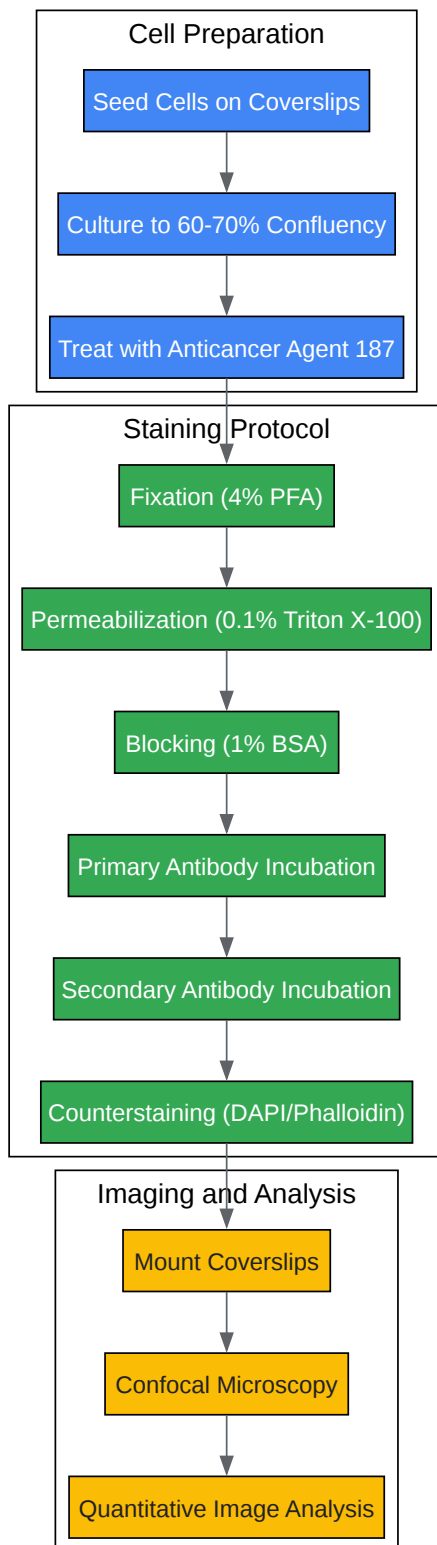 Cell Preparation
Seed Cells on Coverslips
Culture to 60-70% Confluency
Treat with Anticancer Agent 187
Staining Protocol
Fixation (4% PFA)
Permeabilization (0.1% Triton X-100)
Blocking (1% BSA)
Primary Antibody Incubation
Secondary Antibody Incubation
Counterstaining (DAPI/Phalloidin)
Imaging and Analysis
Mount Coverslips
Confocal Microscopy
Quantitative Image Analysis